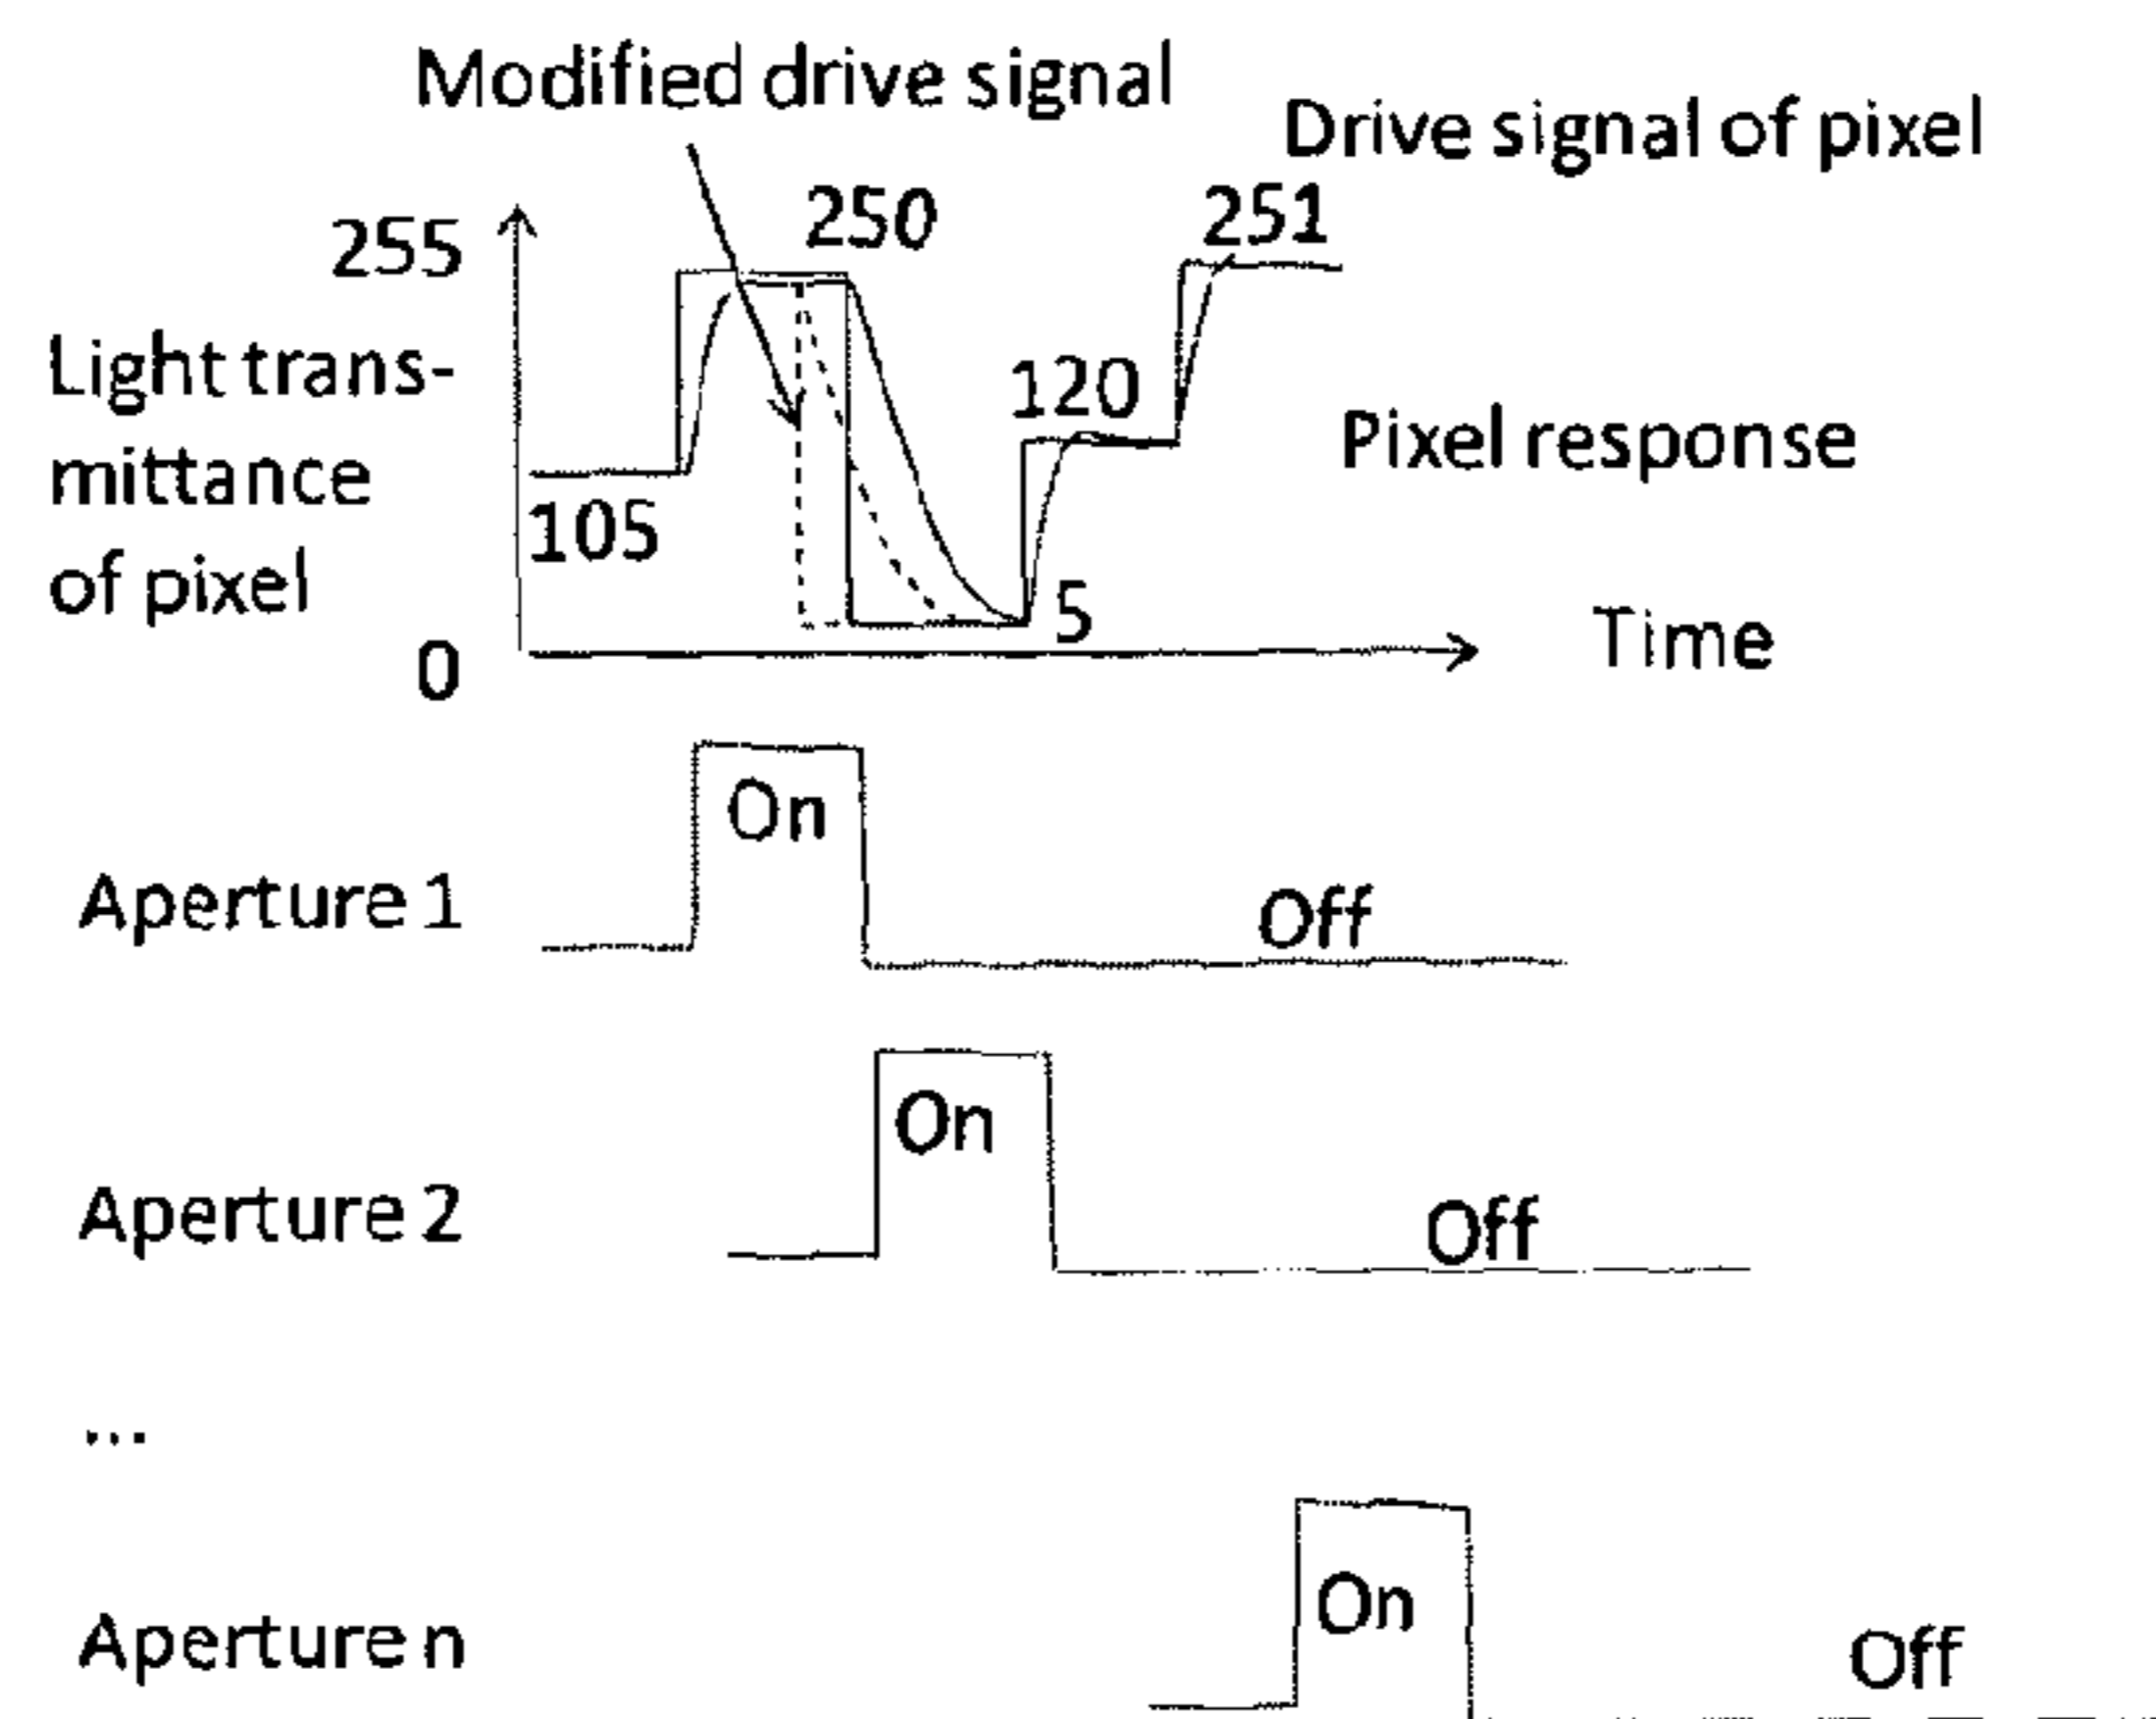 Modified drive signal
Drive signal of pixel
255
250
251
Light trans-
mittance
of pixel
120
Pixel response
105
5
Time
0
On
Aperture 1
Off
On
Aperture 2
Off
...
On
Aperture n
Off